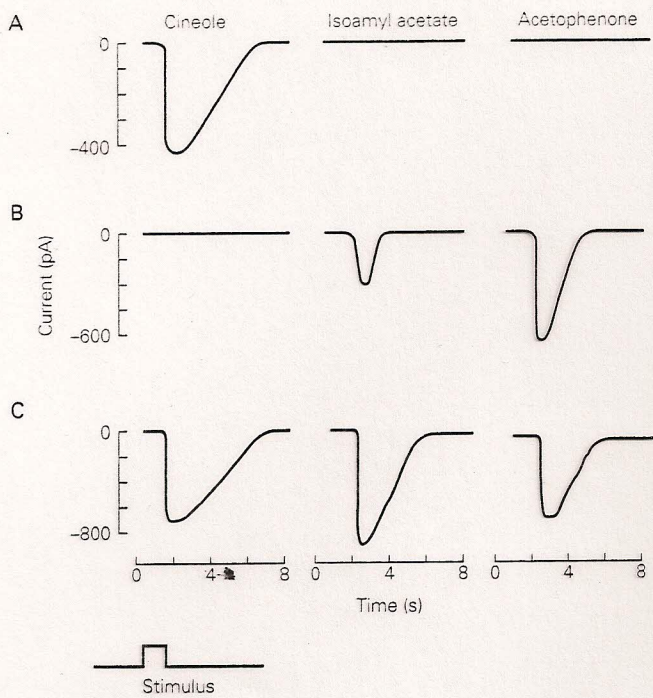 A
Cineole
Isoamyl acetate
Acetophenone
0
-400
B
0
-600
Current (pA)
C
0
-800
0 4 8
0 4 8
0 4 8
Time (s)
Stimulus